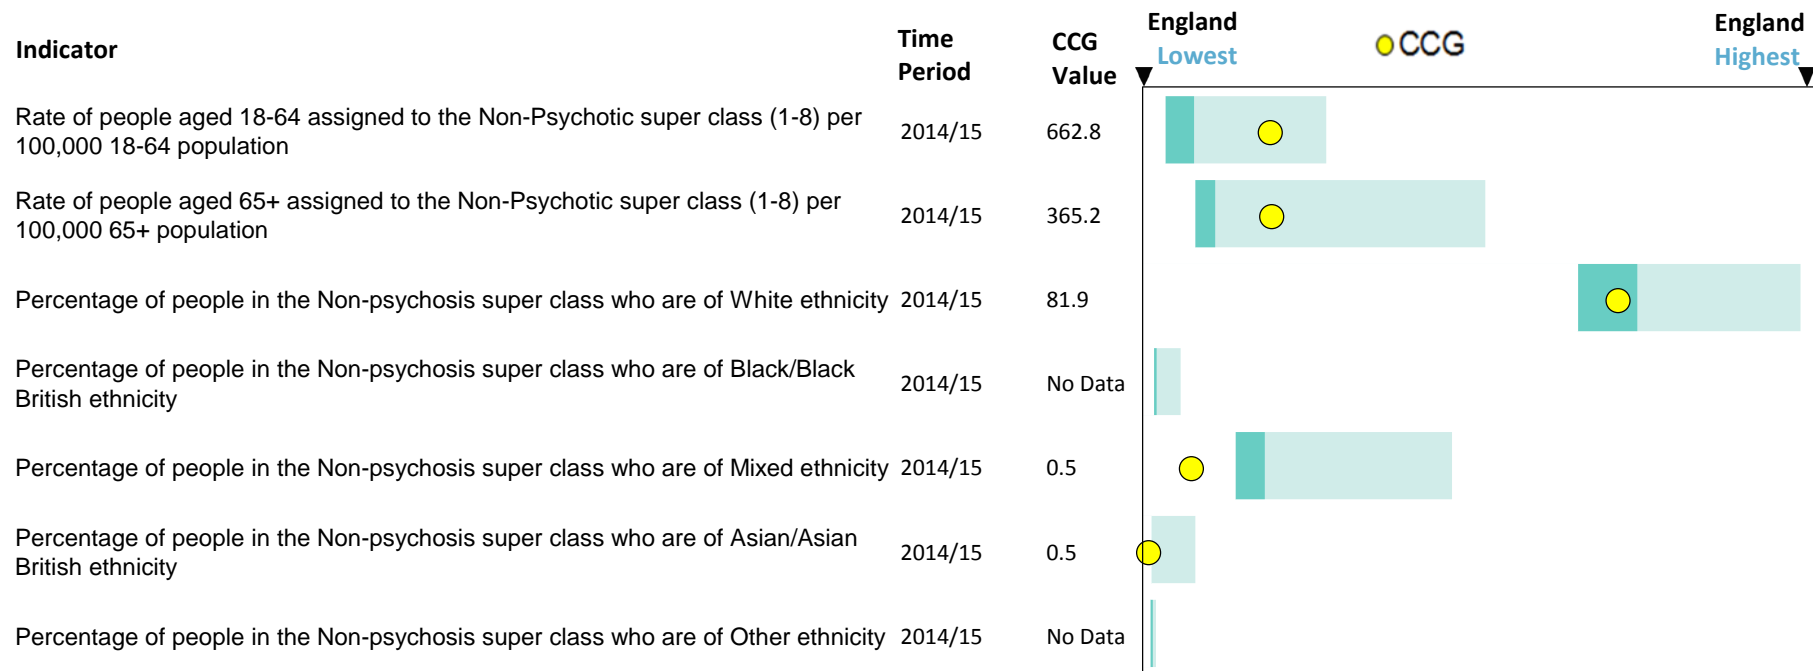 Indicator
Time Period
CCG Value
England Lowest
CCG
England Highest
Rate of people aged 18-64 assigned to the Non-Psychotic super class (1-8) per
100,000 18-64 population
2014/15
662.8
Rate of people aged 65+ assigned to the Non-Psychotic super class (1-8) per
100,000 65+ population
2014/15
365.2
Percentage of people in the Non-psychosis super class who are of White ethnicity
2014/15
81.9
Percentage of people in the Non-psychosis super class who are of Black/Black
British ethnicity
2014/15
No Data
Percentage of people in the Non-psychosis super class who are of Mixed ethnicity
2014/15
0.5
Percentage of people in the Non-psychosis super class who are of Asian/Asian
British ethnicity
2014/15
0.5
Percentage of people in the Non-psychosis super class who are of Other ethnicity
2014/15
No Data